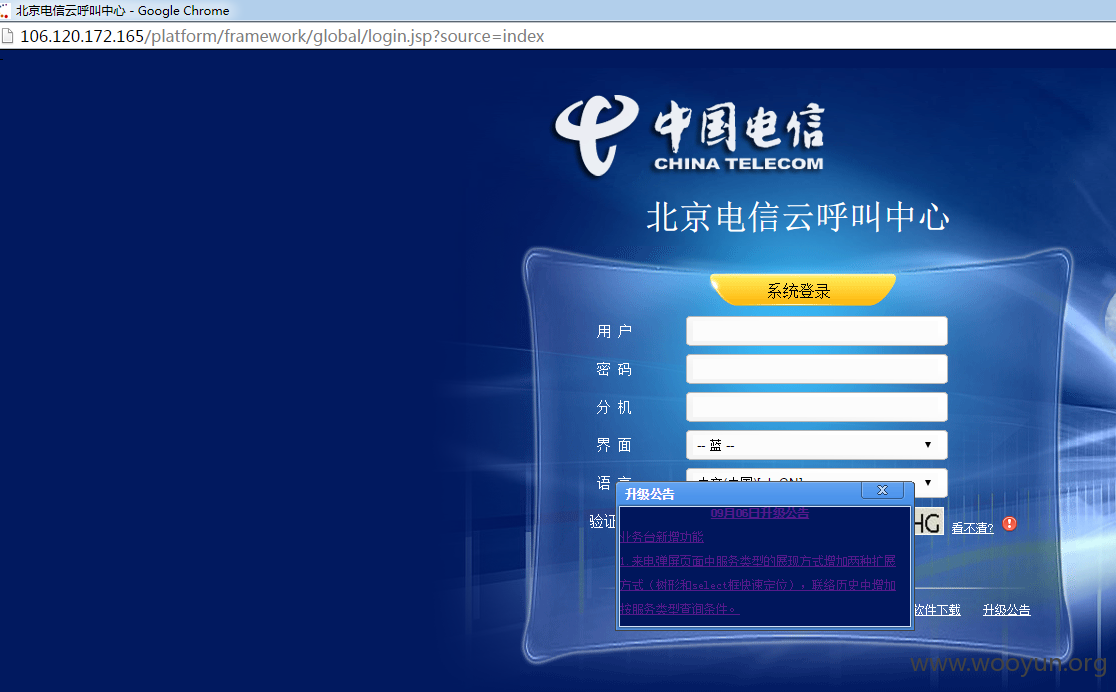 北京电信云呼叫中心 - Google Chrome
106.120.172.165/platform/framework/global/login.jsp?source=index
中国电信
CHINA TELECOM
北京电信云呼叫中心
系统登录
用 户
密 码
分 机
界 面
-- 蓝 --
语
升级公告
X
09月06日升级公告
业务台新增功能
1.来电弹屏页面中服务类型的展现方式增加两种扩展
方式（树形和select框快速定位），联络历史中增加
按服务类型查询条件。
验证
HG
看不清?
软件下载
升级公告
www.wooyun.org